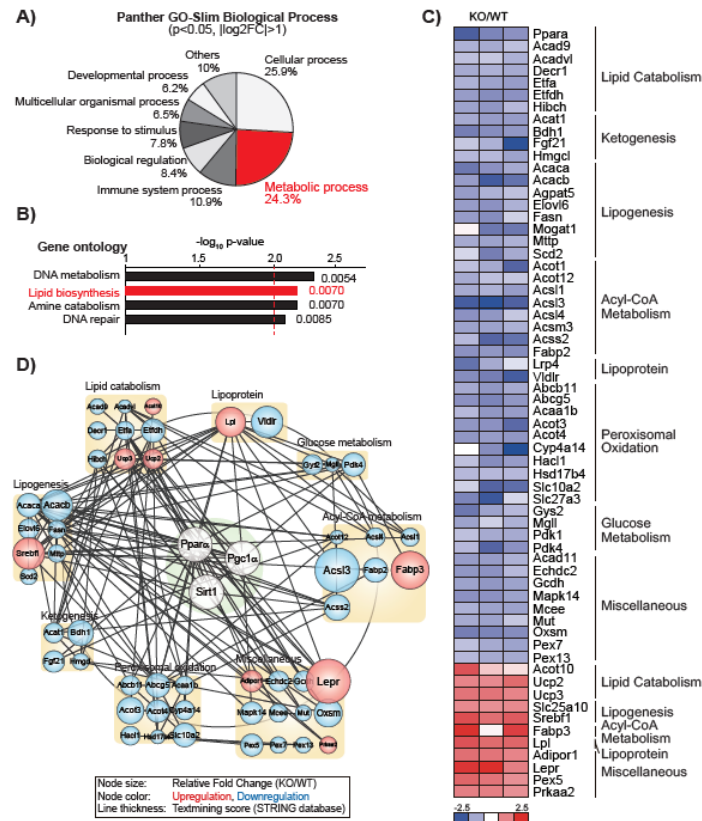 A)
Panther GO-Slim Biological Process
(p<0.05, |log2FC|>1)
Others
10%
Cellular process
25.9%
Developmental process
6.2%
Multicellular organismal process
6.5%
Response to stimulus
7.8%
Biological regulation
8.4%
Immune system process
10.9%
Metabolic process
24.3%
B)
Gene ontology
-log10 p-value
1
1.5
2.0
2.5
DNA metabolism
0.0054
Lipid biosynthesis
0.0070
Amine catabolism
0.0070
DNA repair
0.0085
C)
KO/WT
Ppara
Acad9
Acadvl
Decr1
Etfa
Etfdh
Hibch
Lipid Catabolism
Acat1
Bdh1
Fgf21
Hmgcl
Ketogenesis
Acaca
Acacb
Agpat5
Elovl6
Fasn
Mogat1
Mttp
Scd2
Lipogenesis
Acot1
Acot12
Acsl1
Acsl3
Acsl4
Acsm3
Acss2
Fabp2
Acyl-CoA
Metabolism
Lrp4
Vldlr
Lipoprotein
Abcb11
Abcg5
Acaa1b
Acot3
Acot4
Cyp4a14
Hacl1
Hsd17b4
Slc10a2
Slc27a3
Peroxisomal
Oxidation
Gys2
Mgll
Pdk1
Pdk4
Glucose
Metabolism
Acad11
Echdc2
Gcdh
Mapk14
Mcee
Mut
Oxsm
Pex7
Pex13
Miscellaneous
Acot10
Ucp2
Ucp3
Lipid Catabolism
Slc25a10
Srebf1
Lipogenesis
Fabp3
Acyl-CoA
Metabolism
Lpl
Lipoprotein
Adipor1
Lepr
Pex5
Prkaa2
Miscellaneous
-2.5
2.5
D)
Lipid catabolism
Acad9
Acadvl
Decr1
Etfa
Etfdh
Hibch
Ucp3
Ucp2
Lipoprotein
Lpl
Vldlr
Glucose metabolism
Gys2
Mgll
Pdk4
Lipogenesis
Acaca
Acacb
Elovl6
Fasn
Srebf1
Mttp
Scd2
Pparα
Pgc1α
Sirt1
Acyl-CoA metabolism
Acot12
Acsl4
Acsl1
Acsl3
Fabp2
Fabp3
Acss2
Ketogenesis
Acat1
Bdh1
Fgf21
Hmgcl
Peroxisomal oxidation
Abcb11
Abcg5
Acaa1b
Acot3
Acot4
Cyp4a14
Hacl1
Hsd17b4
Slc10a2
Miscellaneous
Adipor1
Echdc2
Gcdh
Lepr
Mapk14
Mcee
Mut
Oxsm
Pex5
Pex7
Pex13
Prkaa2
Node size: Relative Fold Change (KO/WT)
Node color: Upregulation, Downregulation
Line thickness: Textmining score (STRING database)